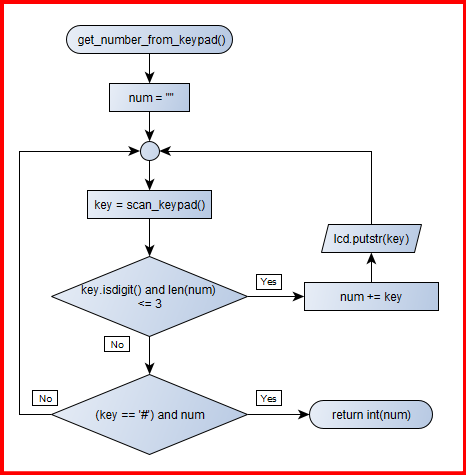 get_number_from_keypad()
num = ""
key = scan_keypad()
lcd.putstr(key)
key.isdigit() and len(num)
<= 3
Yes
num += key
No
No
(key == '#') and num
Yes
return int(num)